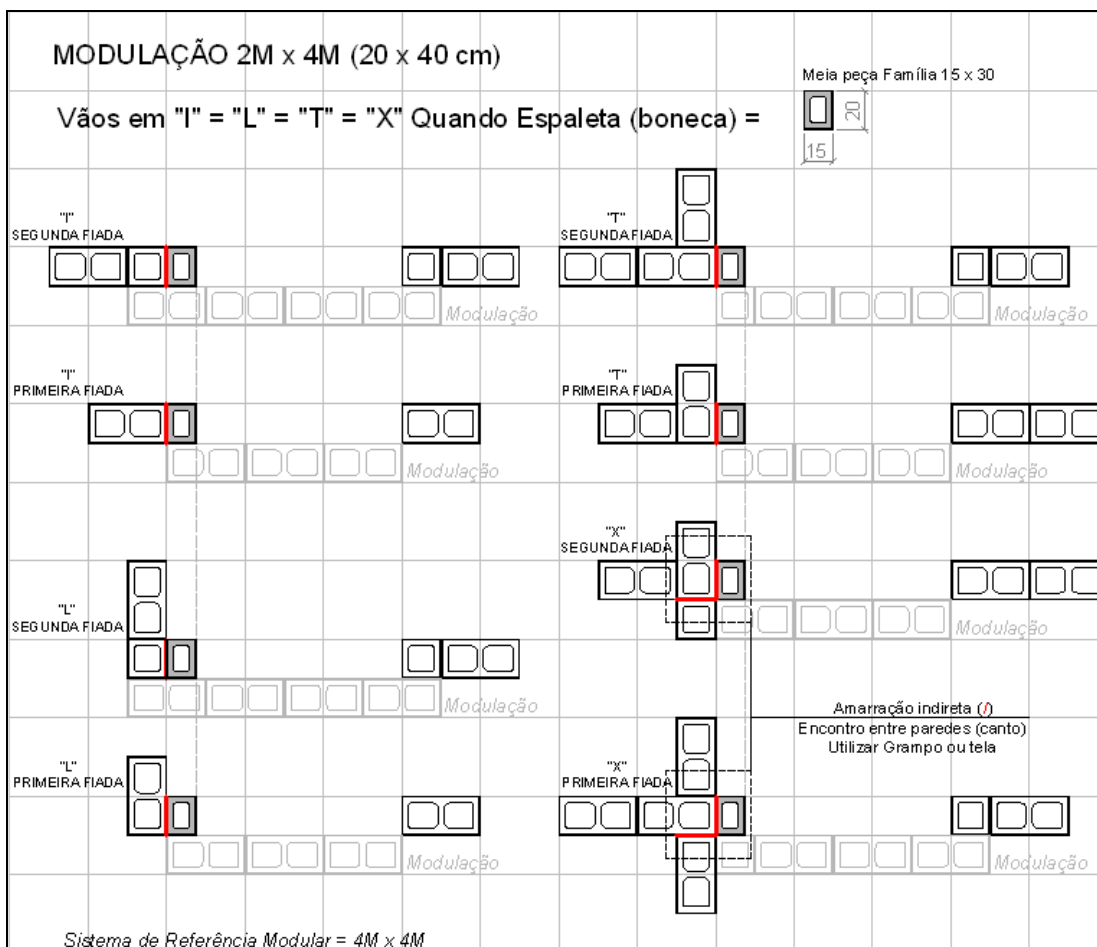 MODULAÇÃO 2M x 4M (20 x 40 cm)
Meia peça Família 15 x 30
Vãos em "I" = "L" = "T" = "X" Quando Espaleta (boneca) =
20
15
"I"
SEGUNDA FIADA
Modulação
"T"
SEGUNDA FIADA
Modulação
"I"
PRIMEIRA FIADA
Modulação
"T"
PRIMEIRA FIADA
Modulação
"L"
SEGUNDA FIADA
Modulação
"X"
SEGUNDA FIADA
Modulação
Amarração indireta (/)
Encontro entre paredes (canto)
Utilizar Grampo ou tela
"L"
PRIMEIRA FIADA
Modulação
"X"
PRIMEIRA FIADA
Modulação
Sistema de Referência Modular = 4M x 4M